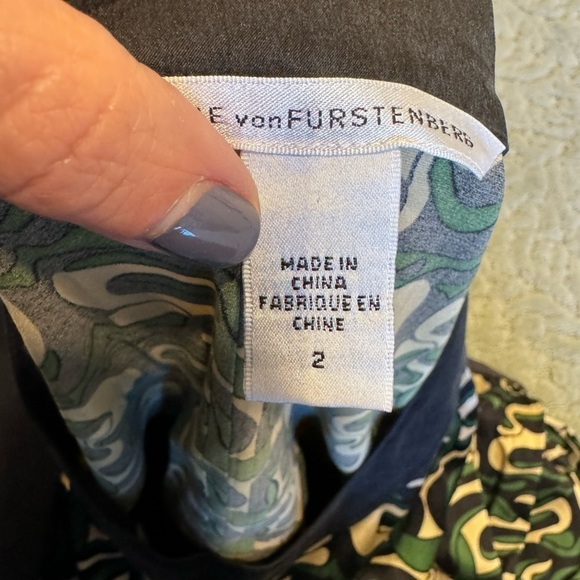 E vonFURSTENBERG
MADE IN
CHINA
FABRIQUE EN
CHINE
2